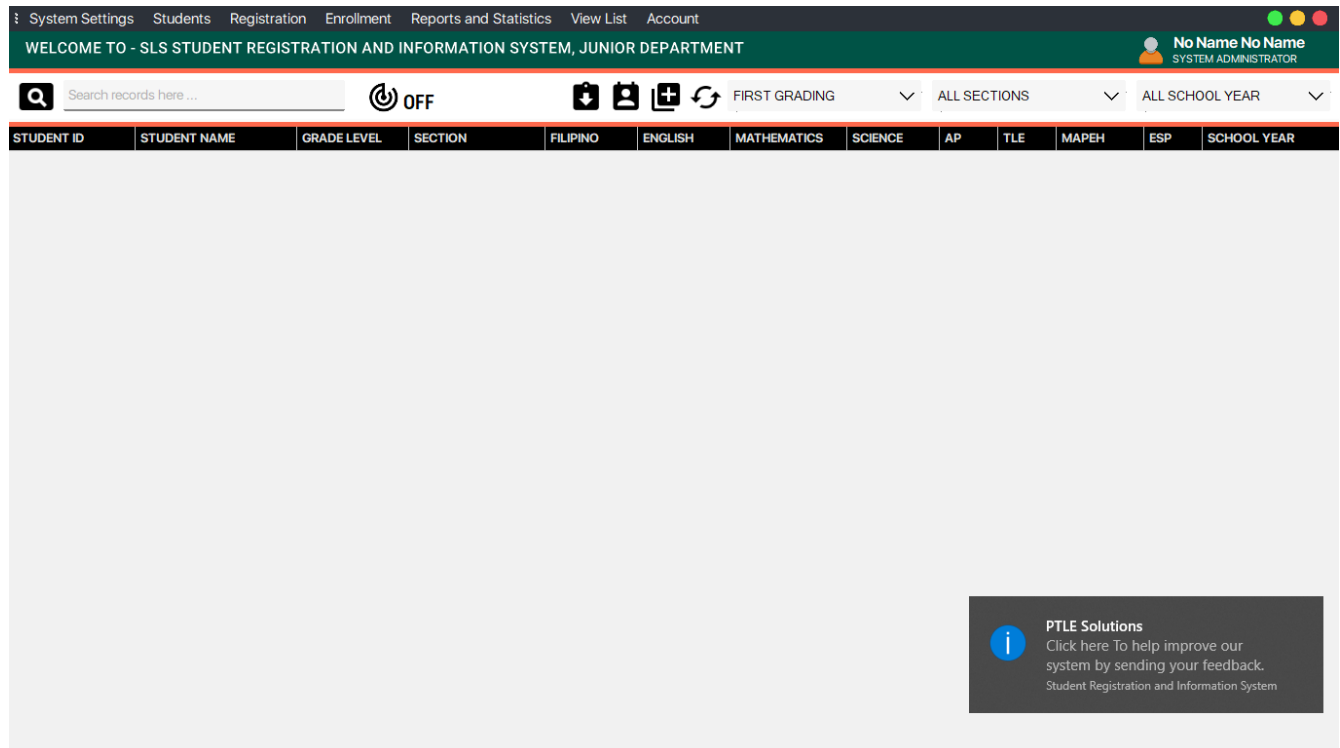 System Settings Students Registration Enrollment Reports and Statistics View List Account
WELCOME TO - SLS STUDENT REGISTRATION AND INFORMATION SYSTEM, JUNIOR DEPARTMENT
No Name No Name
SYSTEM ADMINISTRATOR
Search records here ...
OFF
FIRST GRADING
ALL SECTIONS
ALL SCHOOL YEAR
STUDENT ID STUDENT NAME GRADE LEVEL SECTION FILIPINO ENGLISH MATHEMATICS SCIENCE AP TLE MAPEH ESP SCHOOL YEAR
PTLE Solutions
Click here To help improve our
system by sending your feedback.
Student Registration and Information System